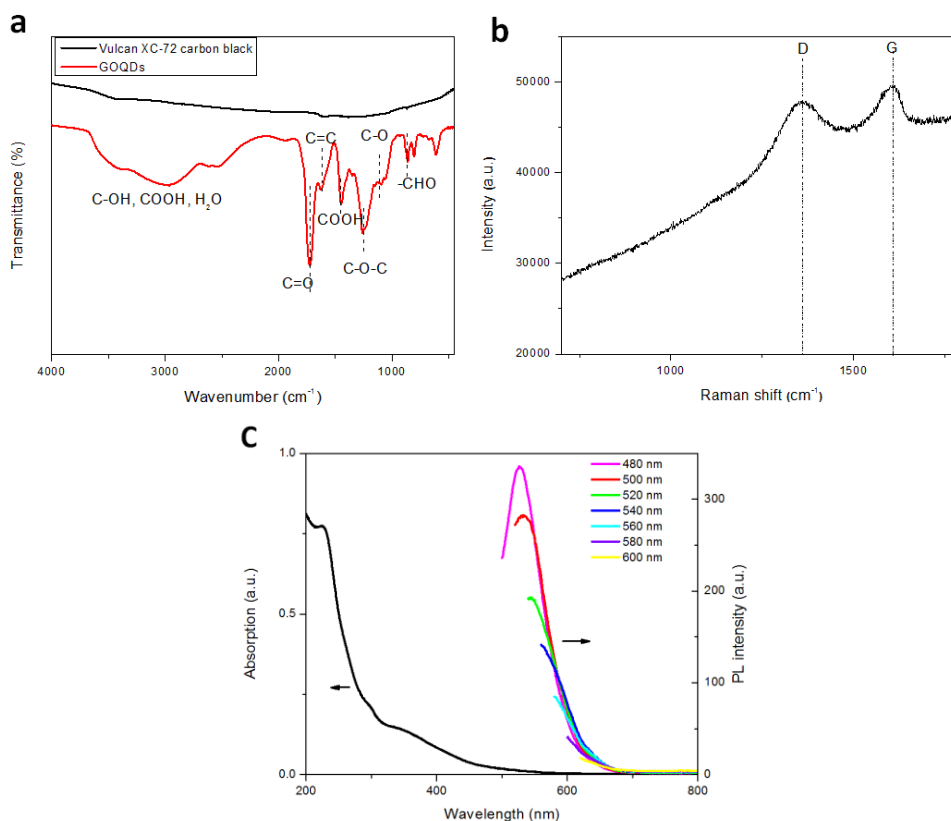 a
Vulcan XC-72 carbon black
GOQDs
C=C
C-O
-CHO
C-OH, COOH, H₂O
COOH
C-O-C
C=O
Transmittance (%)
4000
3000
2000
1000
Wavenumber (cm⁻¹)
b
D
G
50000
40000
30000
20000
Intensity (a.u.)
1000
1500
Raman shift (cm⁻¹)
C
1.0
0.5
0.0
Absorption (a.u.)
480 nm
500 nm
520 nm
540 nm
560 nm
580 nm
600 nm
300
200
100
0
PL intensity (a.u.)
200
400
600
800
Wavelength (nm)